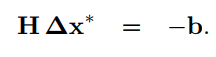 H Δx* = −b.